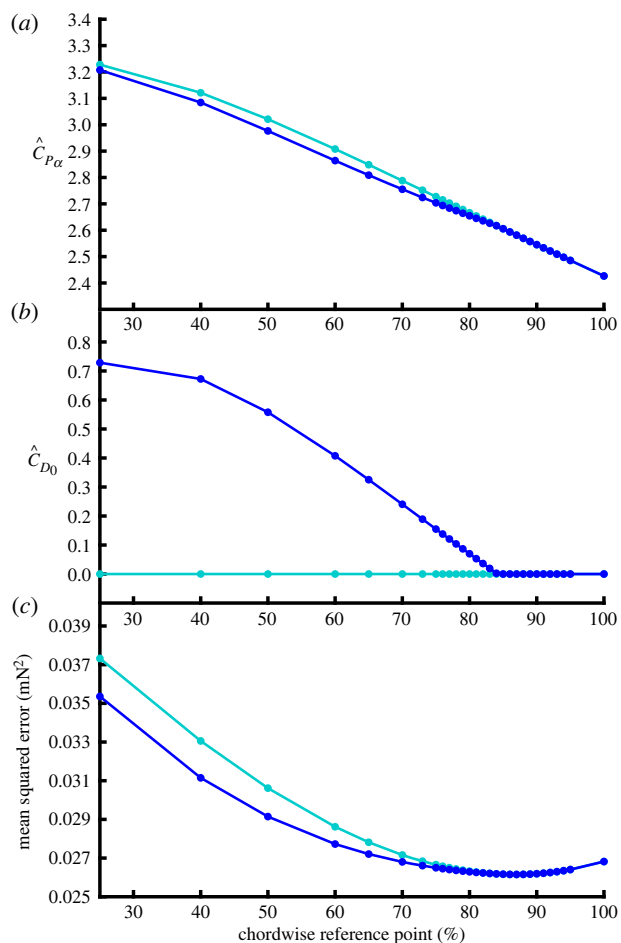 (a)
3.4
3.3
3.2
3.1
3.0
2.9
2.8
2.7
2.6
2.5
2.4
Ĉ_Pα
30 40 50 60 70 80 90 100
(b)
0.8
0.7
0.6
0.5
0.4
0.3
0.2
0.1
0.0
Ĉ_D0
30 40 50 60 70 80 90 100
(c)
0.039
0.037
0.035
0.033
0.031
0.029
0.027
0.025
mean squared error (mN²)
30 40 50 60 70 80 90 100
chordwise reference point (%)